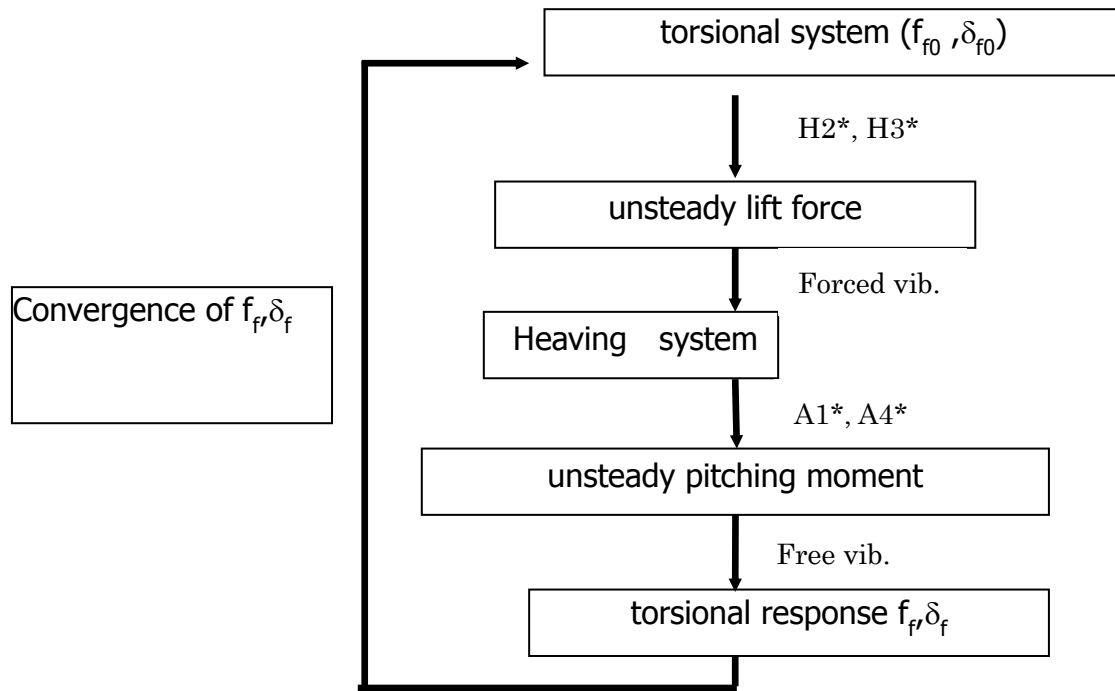 torsional system (f_f0 ,δ_f0)
H2*, H3*
unsteady lift force
Forced vib.
Convergence of f_f,δ_f
Heaving system
A1*, A4*
unsteady pitching moment
Free vib.
torsional response f_f,δ_f